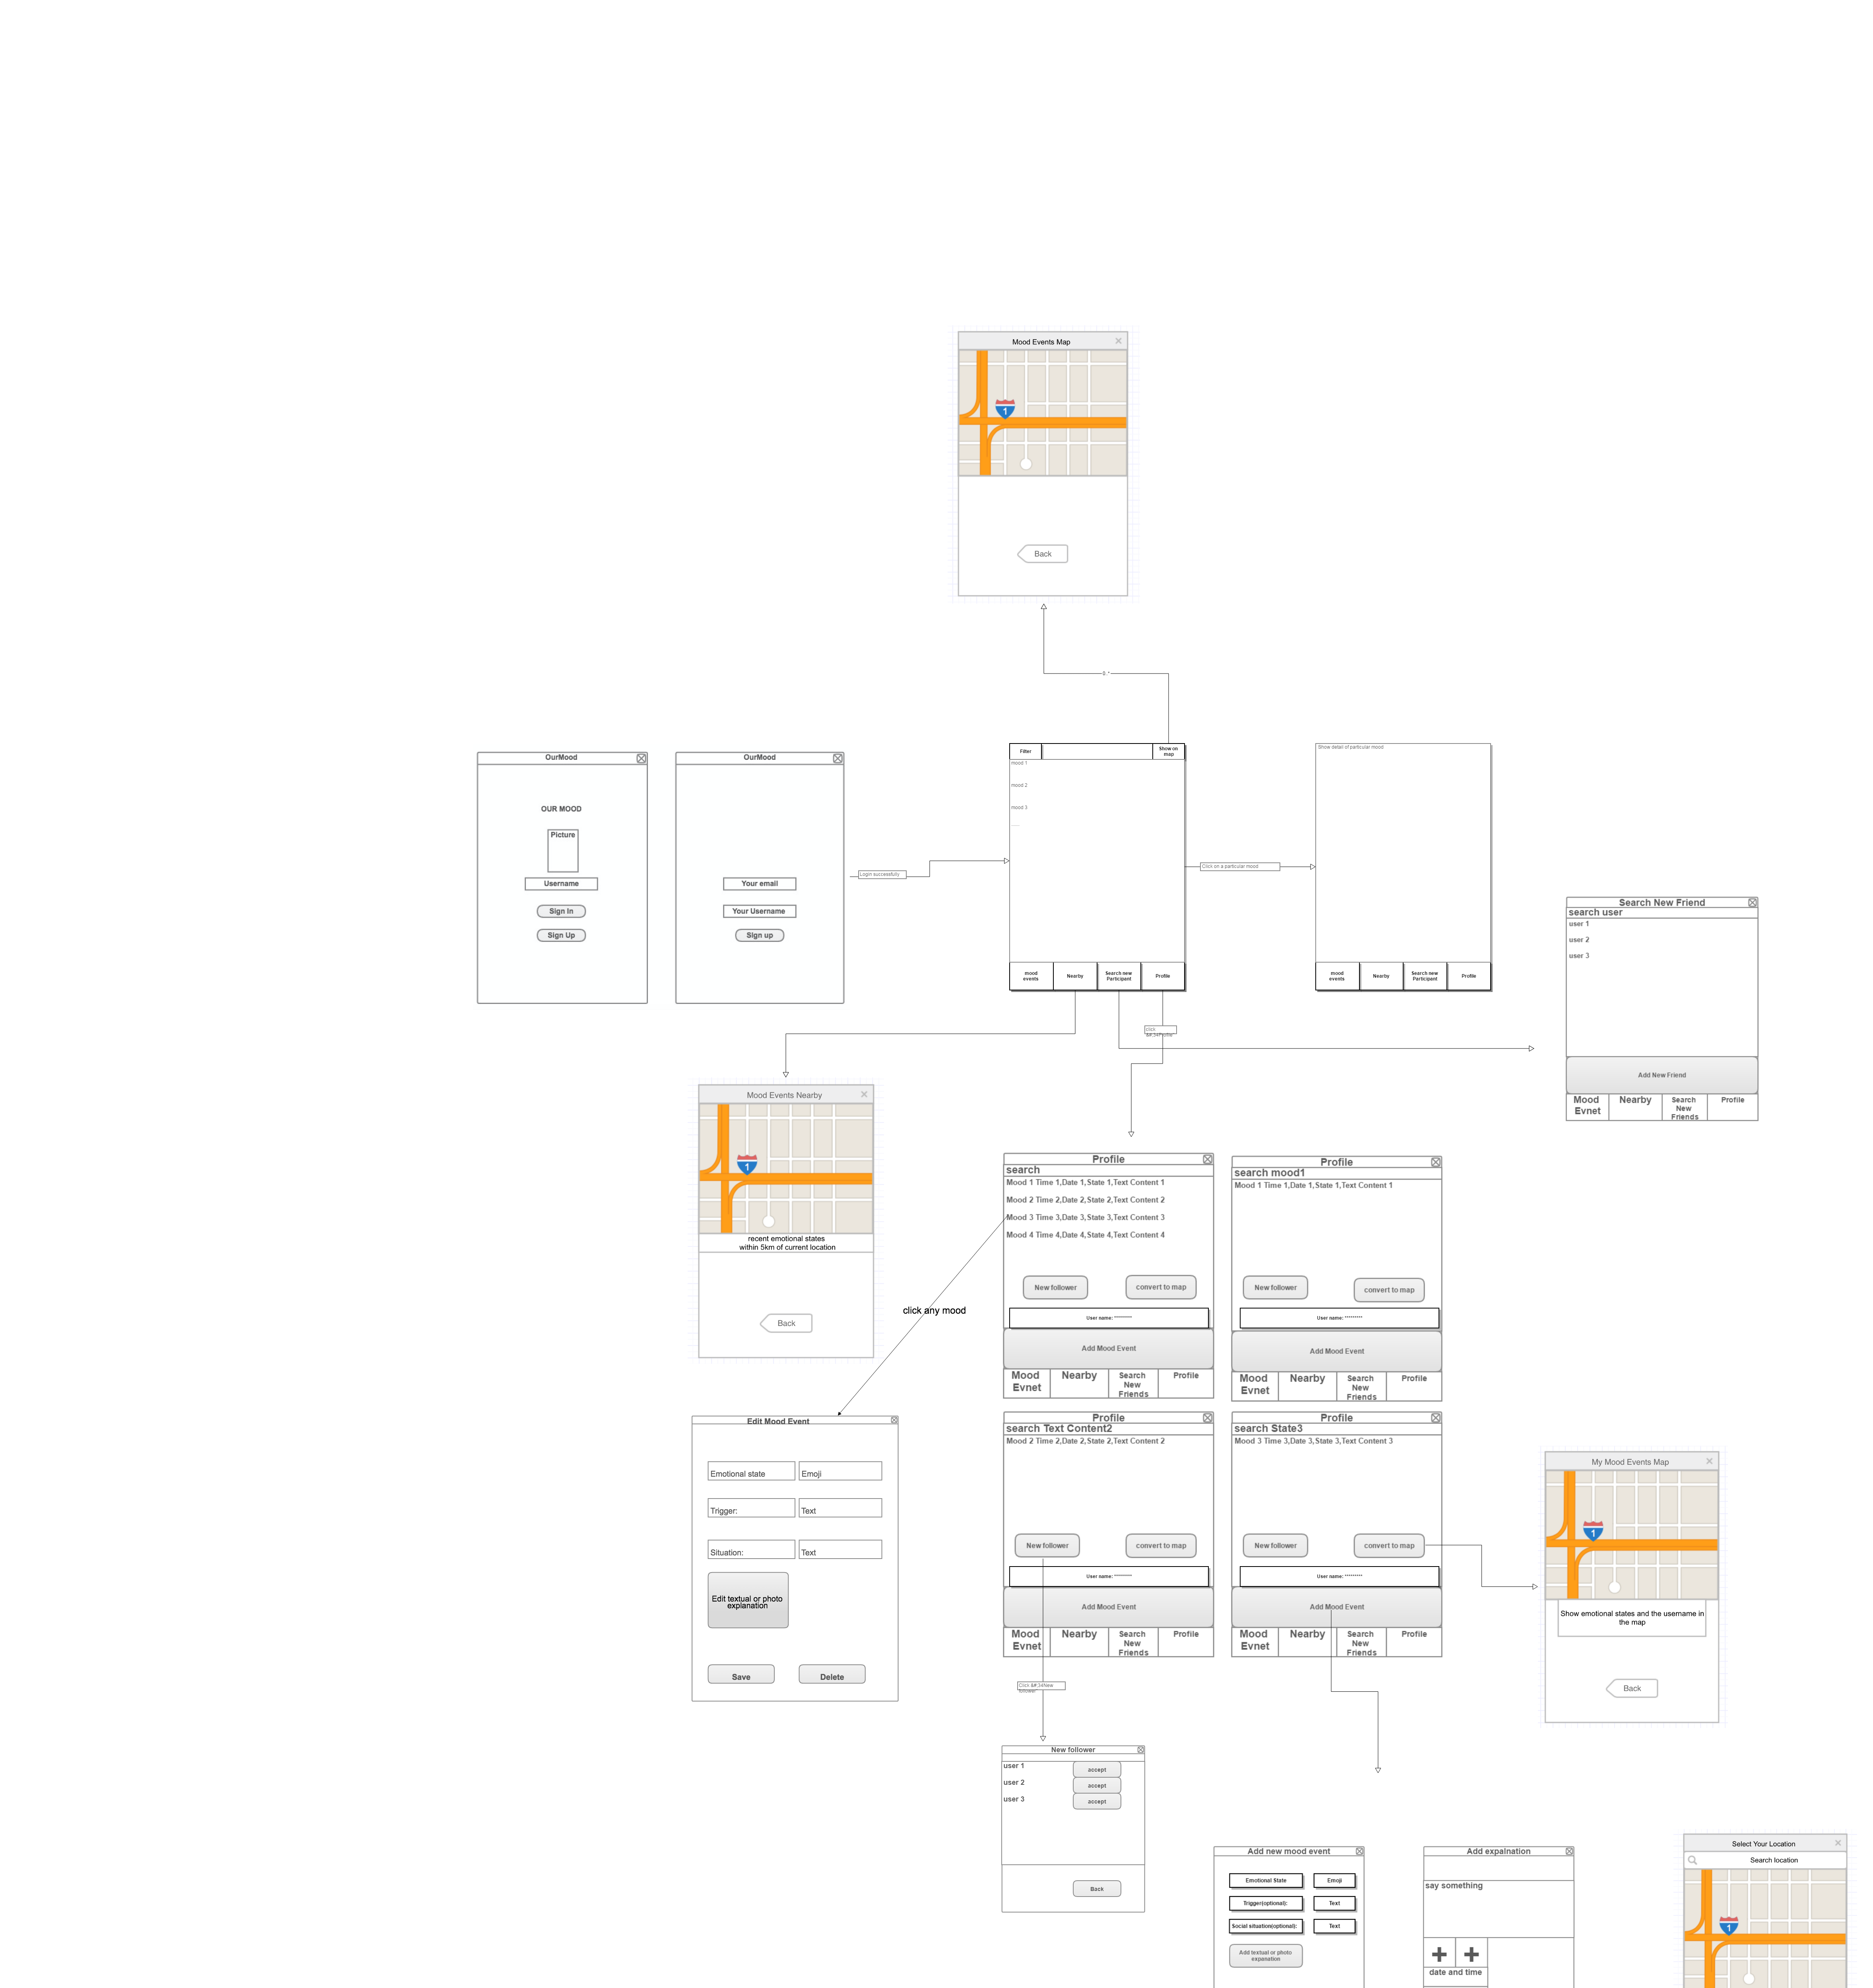 Mood Events Map
1
Back
0..*
OurMood
OUR MOOD
Picture
Username
Sign In
Sign Up
OurMood
Your email
Your Username
Sign up
Login successfully
Filter
Show on
map
mood 1
mood 2
mood 3
......
mood
events
Nearby
Search new
Participant
Profile
Click on a particular mood
Show detail of particular mood
mood
events
Nearby
Search new
Participant
Profile
Search New Friend
search user
user 1
user 2
user 3
Add New Friend
Mood
Evnet
Nearby
Search
New
Friends
Profile
click
&#;34Profile
Mood Events Nearby
1
recent emotional states
within 5km of current location
Back
Profile
search
Mood 1 Time 1,Date 1,State 1,Text Content 1
Mood 2 Time 2,Date 2,State 2,Text Content 2
Mood 3 Time 3,Date 3,State 3,Text Content 3
Mood 4 Time 4,Date 4,State 4,Text Content 4
New follower
convert to map
User name: *********
Add Mood Event
Mood
Evnet
Nearby
Search
New
Friends
Profile
Profile
search mood1
Mood 1 Time 1,Date 1,State 1,Text Content 1
New follower
convert to map
User name: *********
Add Mood Event
Mood
Evnet
Nearby
Search
New
Friends
Profile
click any mood
Edit Mood Event
Emotional state
Emoji
Trigger:
Text
Situation:
Text
Edit textual or photo
explanation
Save
Delete
Profile
search Text Content2
Mood 2 Time 2,Date 2,State 2,Text Content 2
New follower
convert to map
User name: *********
Add Mood Event
Mood
Evnet
Nearby
Search
New
Friends
Profile
Profile
search State3
Mood 3 Time 3,Date 3,State 3,Text Content 3
New follower
convert to map
User name: *********
Add Mood Event
Mood
Evnet
Nearby
Search
New
Friends
Profile
My Mood Events Map
1
Show emotional states and the username in
the map
Back
Click &#;34New
follower
New follower
user 1
accept
user 2
accept
user 3
accept
Back
Add new mood event
Emotional State
Emoji
Trigger(optional):
Text
Social situation(optional):
Text
Add textual or photo
expanation
Add expalnation
say something
date and time
Select Your Location
Search location
1